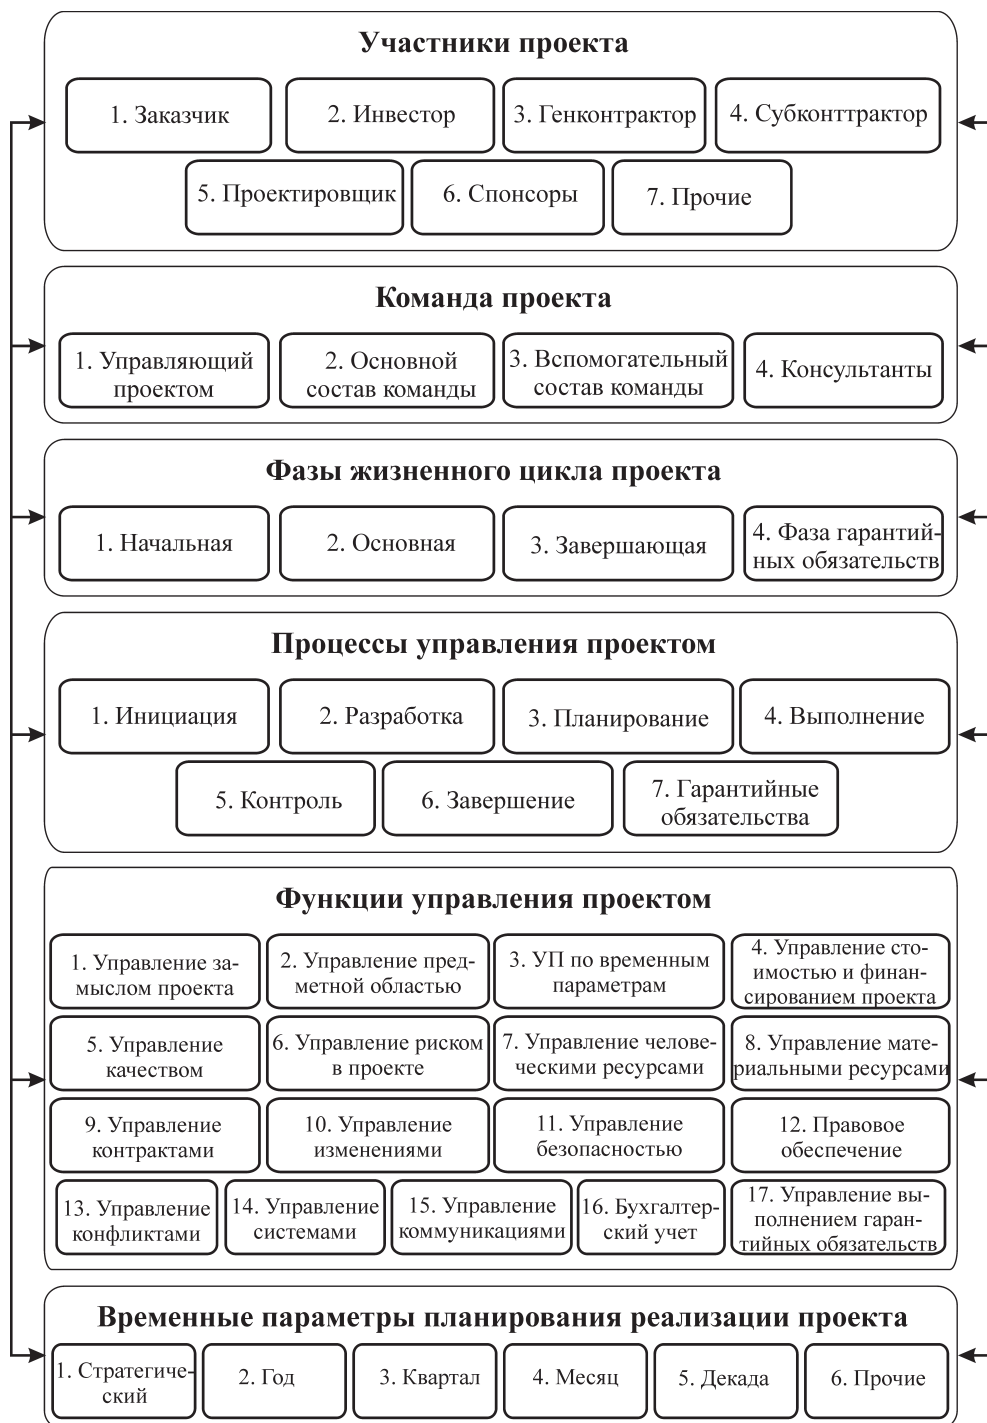 Участники проекта
1. Заказчик
2. Инвестор
3. Генконтрактор
4. Субконттрактор
5. Проектировщик
6. Спонсоры
7. Прочие
Команда проекта
1. Управляющий
проектом
2. Основной
состав команды
3. Вспомогательный
состав команды
4. Консультанты
Фазы жизненного цикла проекта
1. Начальная
2. Основная
3. Завершающая
4. Фаза гарантий-
ных обязательств
Процессы управления проектом
1. Инициация
2. Разработка
3. Планирование
4. Выполнение
5. Контроль
6. Завершение
7. Гарантийные
обязательства
Функции управления проектом
1. Управление за-
мыслом проекта
2. Управление пред-
метной областью
3. УП по временным
параметрам
4. Управление сто-
имостью и финан-
сированием проекта
5. Управление
качеством
6. Управление риском
в проекте
7. Управление челове-
ческими ресурсами
8. Управление мате-
риальными ресурсами
9. Управление
контрактами
10. Управление
изменениями
11. Управление
безопасностью
12. Правовое
обеспечение
13. Управление
конфликтами
14. Управление
системами
15. Управление
коммуникациями
16. Бухгалтер-
ский учет
17. Управление вы-
полнением гаран-
тийных обязательств
Временные параметры планирования реализации проекта
1. Стратегиче-
ский
2. Год
3. Квартал
4. Месяц
5. Декада
6. Прочие